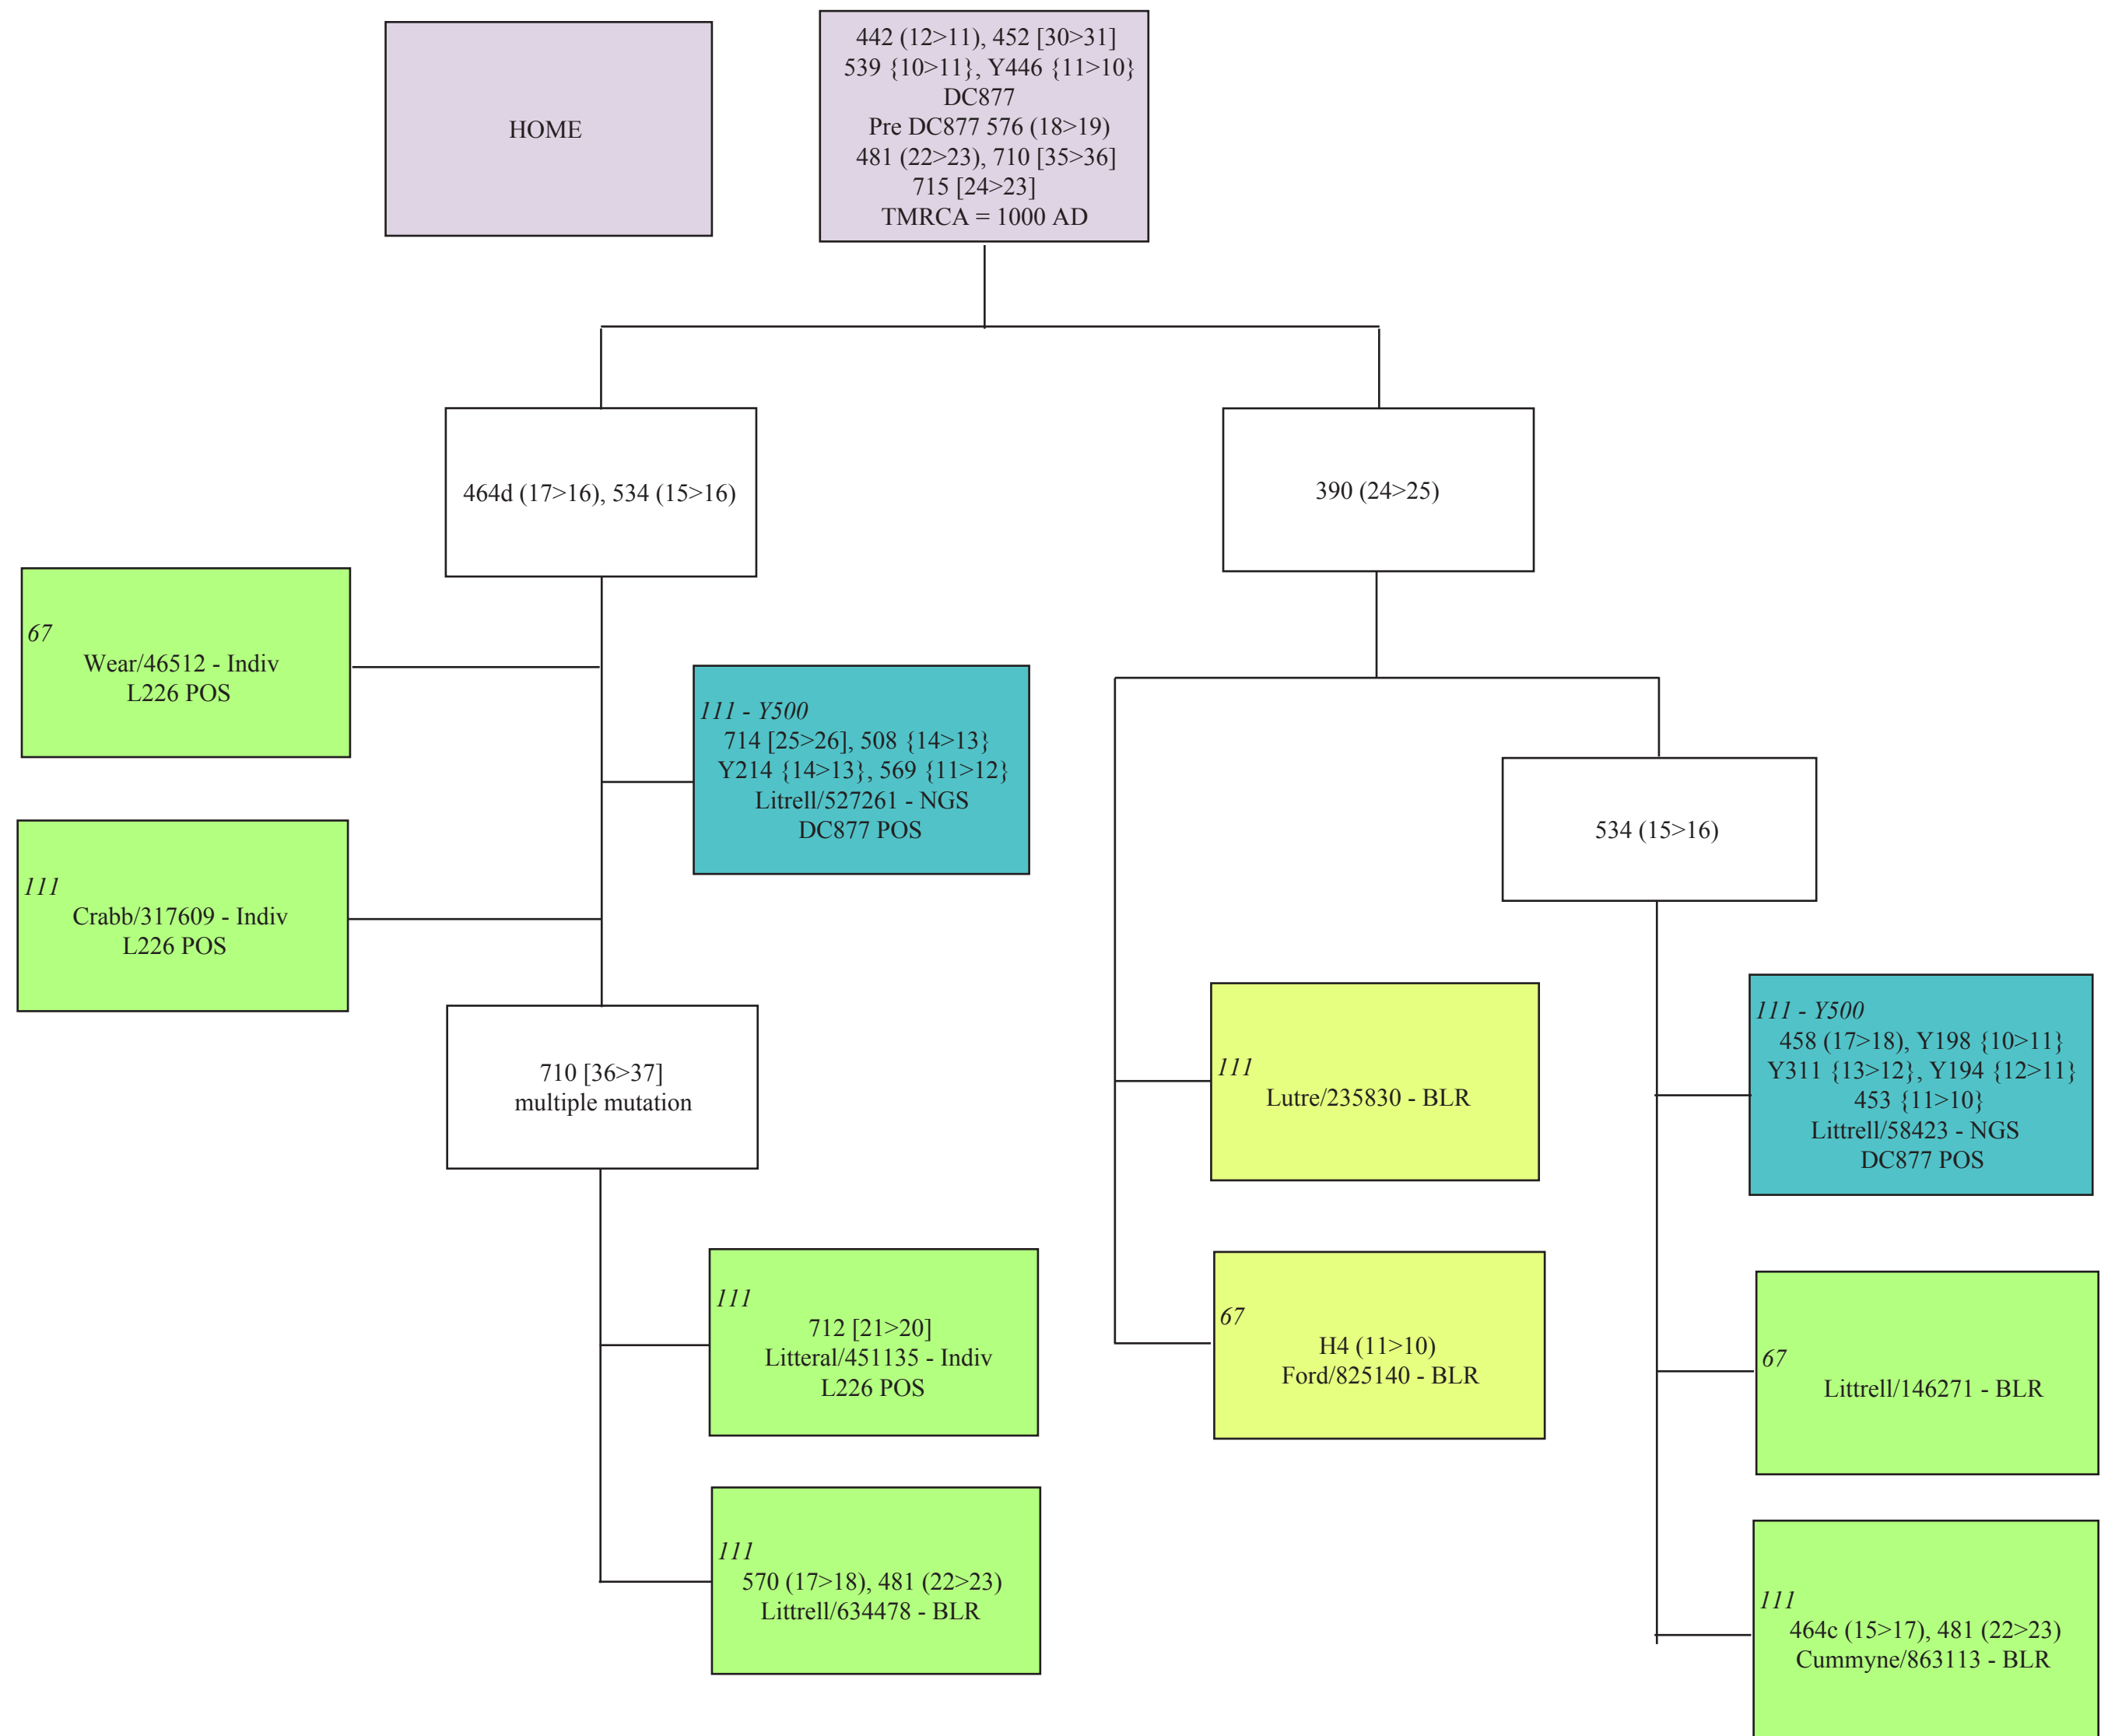 HOME
442 (12>11), 452 [30>31]
539 {10>11}, Y446 {11>10}
DC877
Pre DC877 576 (18>19)
481 (22>23), 710 [35>36]
715 [24>23]
TMRCA = 1000 AD
464d (17>16), 534 (15>16)
390 (24>25)
67
Wear/46512 - Indiv
L226 POS
111 - Y500
714 [25>26], 508 {14>13}
Y214 {14>13}, 569 {11>12}
Litrell/527261 - NGS
DC877 POS
534 (15>16)
111
Crabb/317609 - Indiv
L226 POS
710 [36>37]
multiple mutation
111
Lutre/235830 - BLR
111 - Y500
458 (17>18), Y198 {10>11}
Y311 {13>12}, Y194 {12>11}
453 {11>10}
Littrell/58423 - NGS
DC877 POS
111
712 [21>20]
Litteral/451135 - Indiv
L226 POS
67
H4 (11>10)
Ford/825140 - BLR
67
Littrell/146271 - BLR
111
570 (17>18), 481 (22>23)
Littrell/634478 - BLR
111
464c (15>17), 481 (22>23)
Cummyne/863113 - BLR